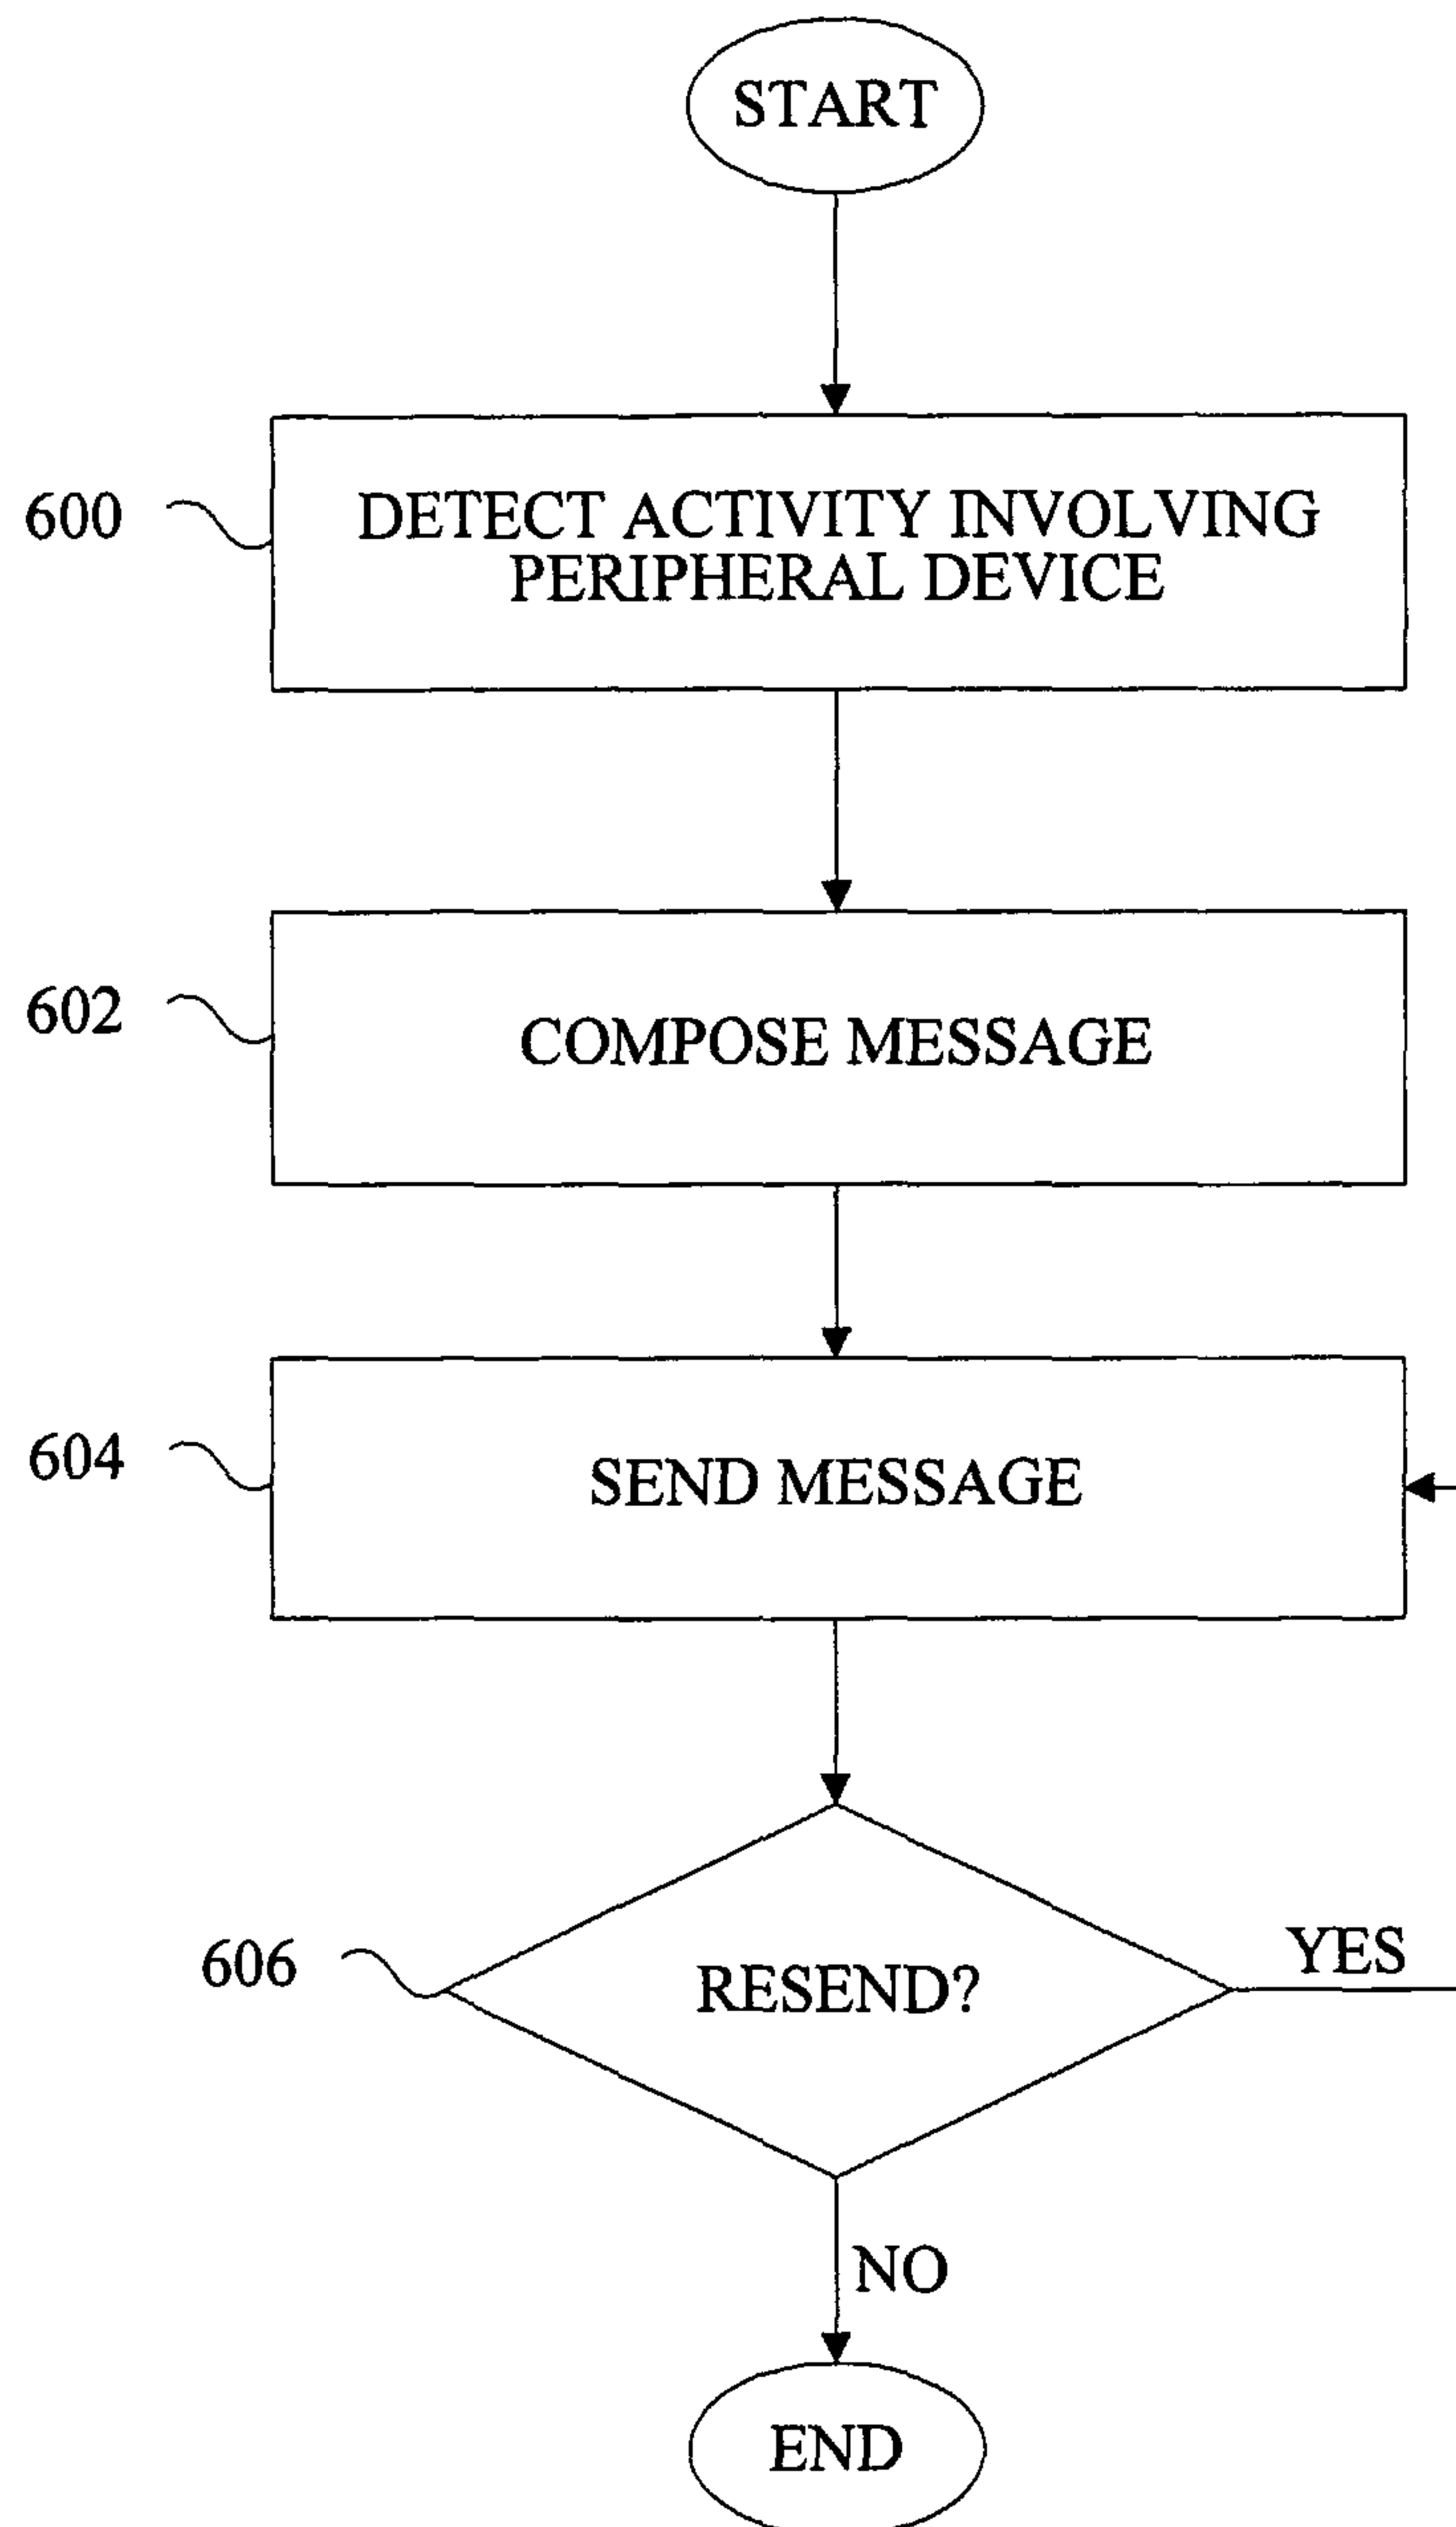 START
600
DETECT ACTIVITY INVOLVING
PERIPHERAL DEVICE
602
COMPOSE MESSAGE
604
SEND MESSAGE
606
RESEND?
YES
NO
END